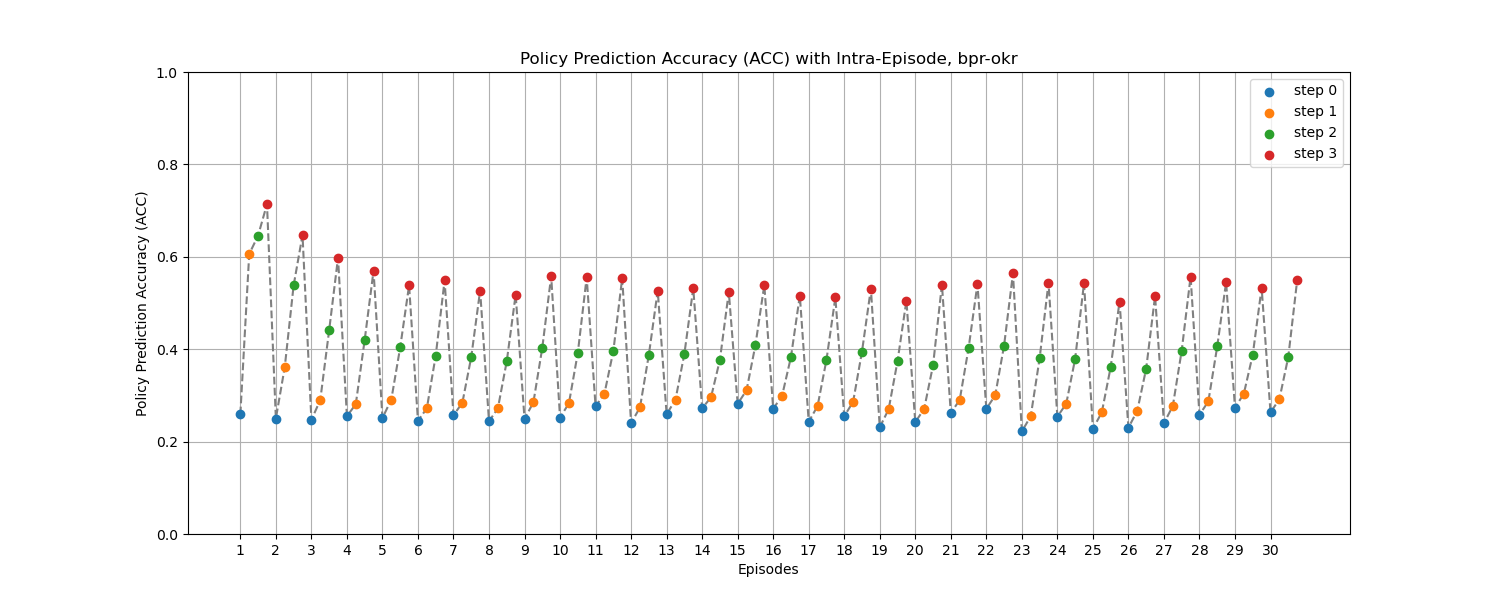 Policy Prediction Accuracy (ACC) with Intra-Episode, bpr-okr
step 0
step 1
step 2
step 3
1.0
0.8
0.6
0.4
0.2
0.0
Policy Prediction Accuracy (ACC)
1 2 3 4 5 6 7 8 9 10 11 12 13 14 15 16 17 18 19 20 21 22 23 24 25 26 27 28 29 30
Episodes